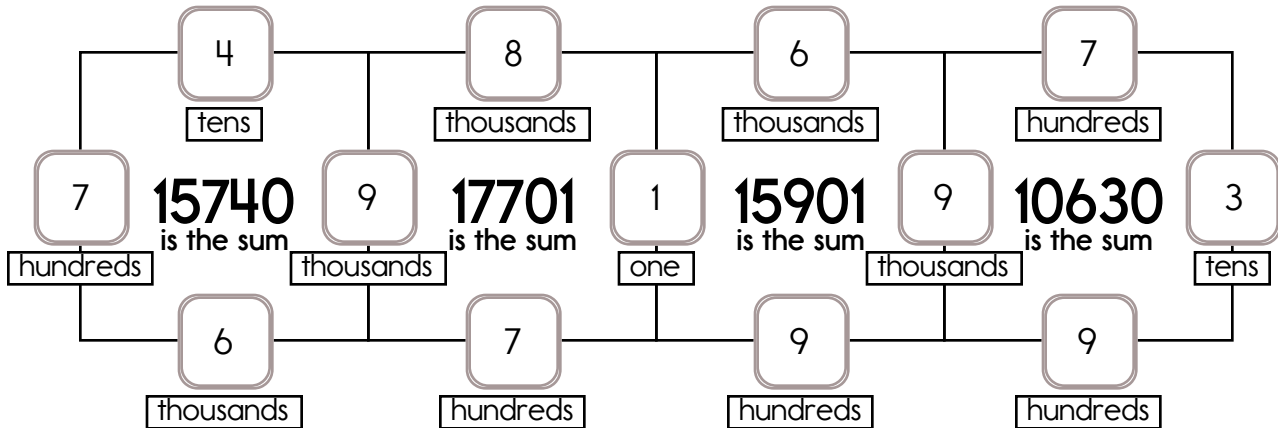 4 8 6 7
tens thousands thousands hundreds
7 15740 9 17701 1 15901 9 10630 3
is the sum is the sum is the sum is the sum
hundreds thousands one thousands tens
6 7 9 9
thousands hundreds hundreds hundreds